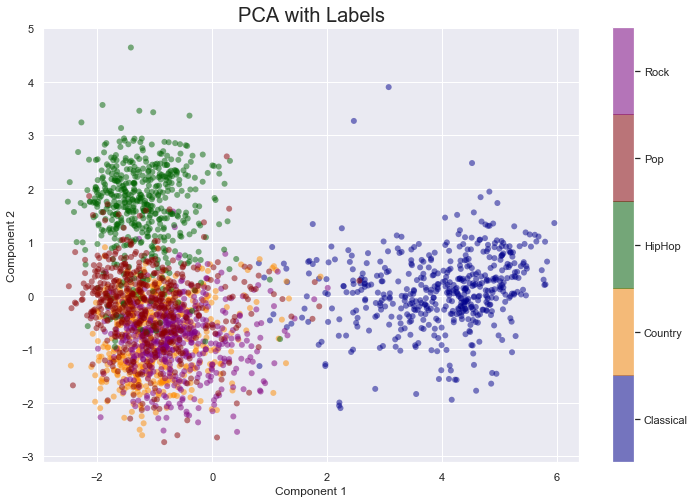 PCA with Labels
5
4
3
2
1
0
−1
−2
−3
Component 2
−2 0 2 4 6
Component 1
Rock
Pop
HipHop
Country
Classical